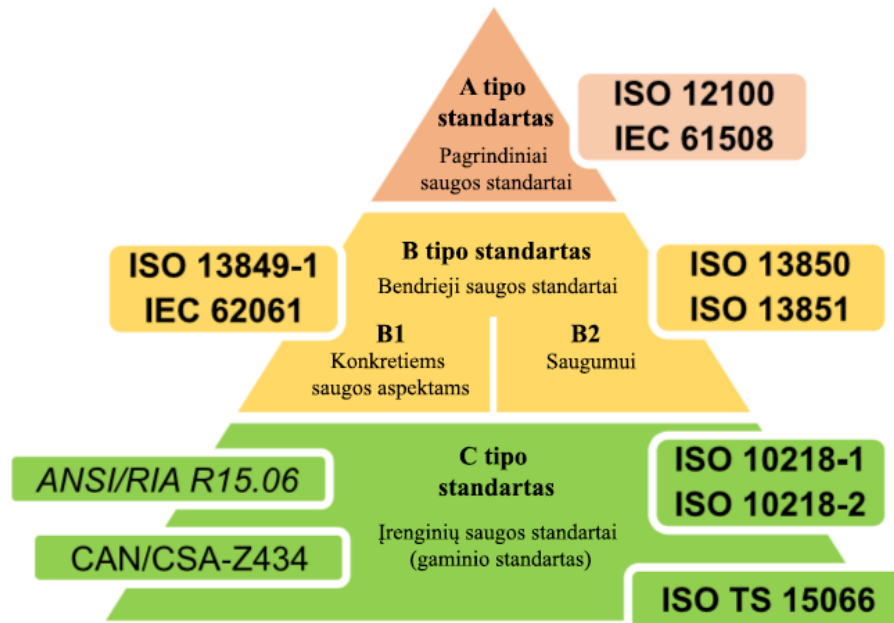 A tipo
standartas
Pagrindiniai
saugos standartai
ISO 12100
IEC 61508
B tipo standartas
Bendrieji saugos standartai
ISO 13849-1
IEC 62061
ISO 13850
ISO 13851
B1
Konkretiems
saugos aspektams
B2
Saugumui
C tipo
standartas
Įrenginių saugos standartai
(gaminio standartas)
ANSI/RIA R15.06
CAN/CSA-Z434
ISO 10218-1
ISO 10218-2
ISO TS 15066